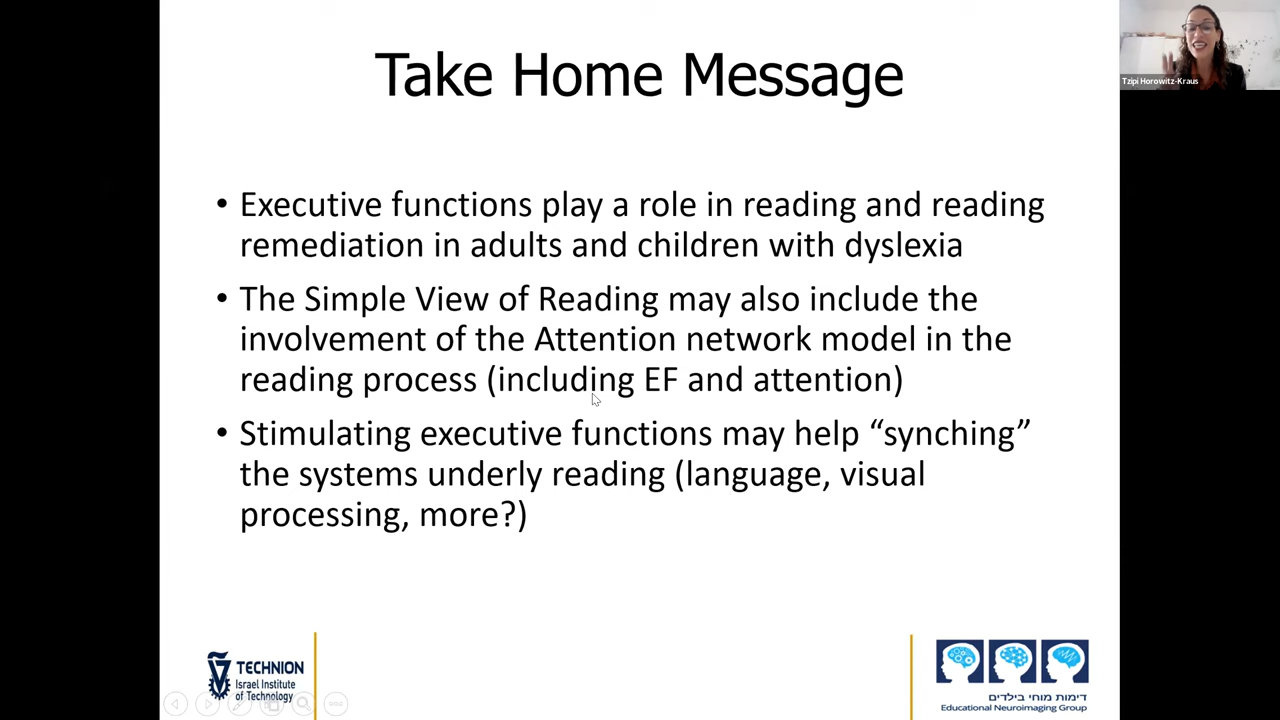 Take Home Message
Tzipi Horowitz-Kraus
• Executive functions play a role in reading and reading
remediation in adults and children with dyslexia
• The Simple View of Reading may also include the
involvement of the Attention network model in the
reading process (including EF and attention)
• Stimulating executive functions may help “synching”
the systems underly reading (language, visual
processing, more?)
TECHNION
Israel Institute
of Technology
דימות מוחי בילדים
Educational Neuroimaging Group